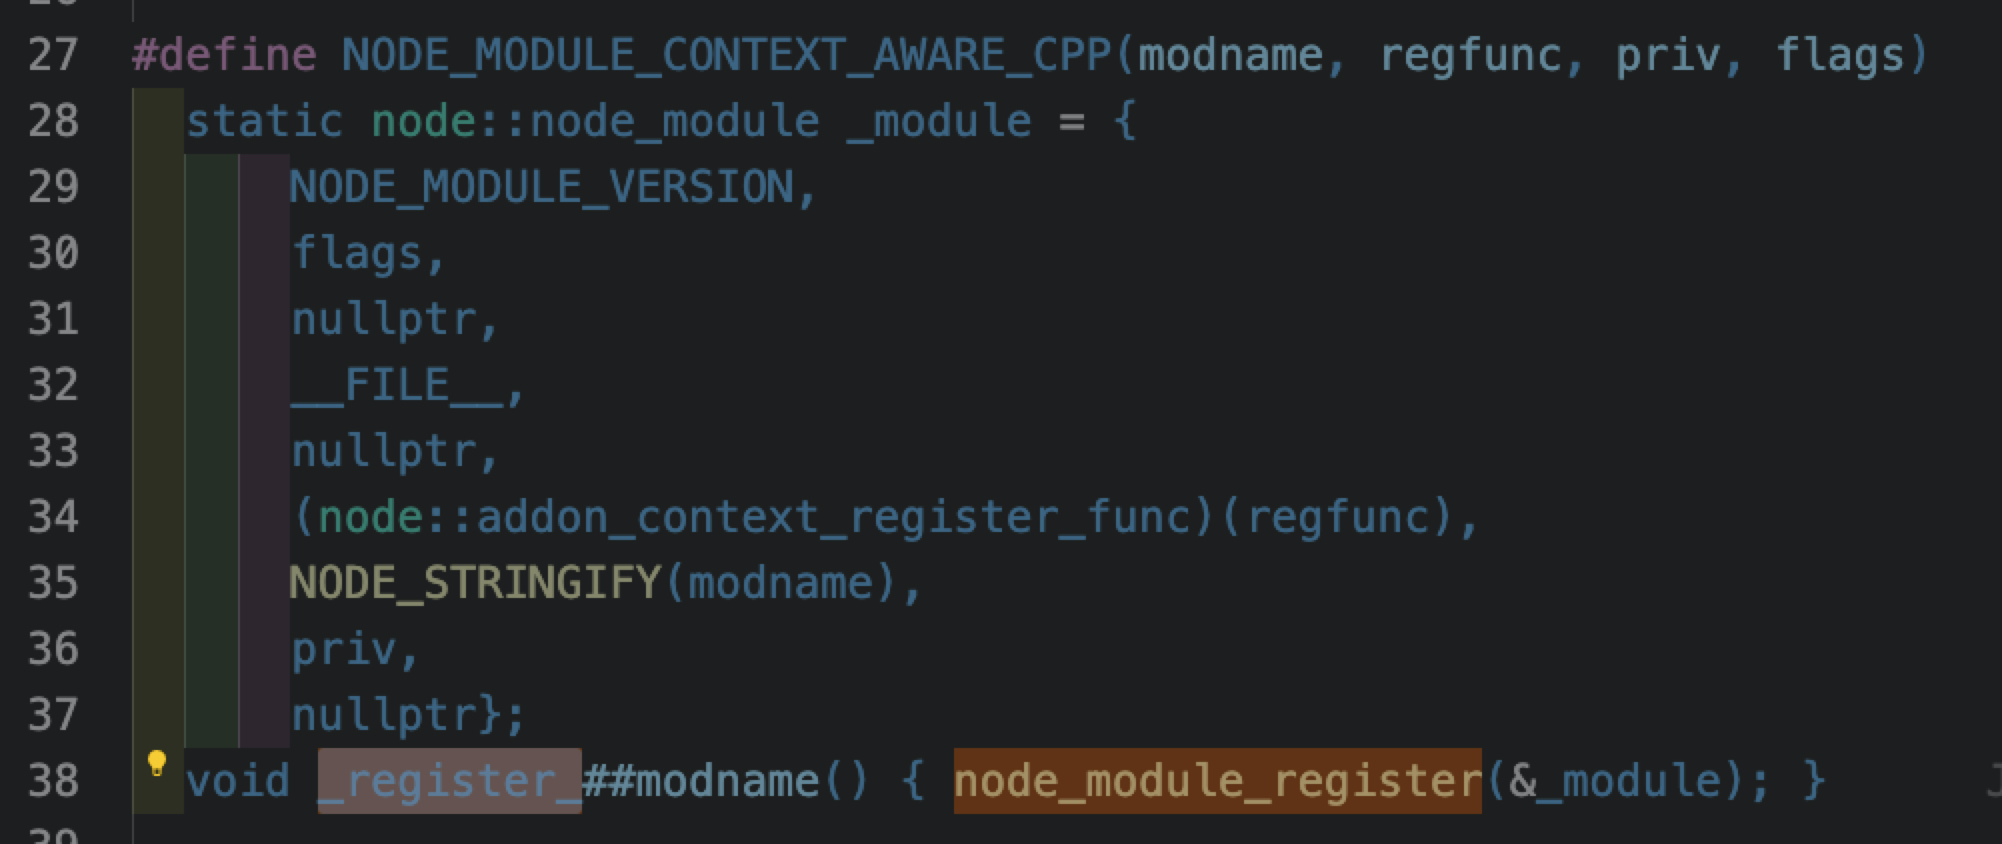 27 #define NODE_MODULE_CONTEXT_AWARE_CPP(modname, regfunc, priv, flags)
28 static node::node_module _module = {
29 NODE_MODULE_VERSION,
30 flags,
31 nullptr,
32 __FILE__,
33 nullptr,
34 (node::addon_context_register_func)(regfunc),
35 NODE_STRINGIFY(modname),
36 priv,
37 nullptr};
38 void _register_##modname() { node_module_register(&_module); }
39